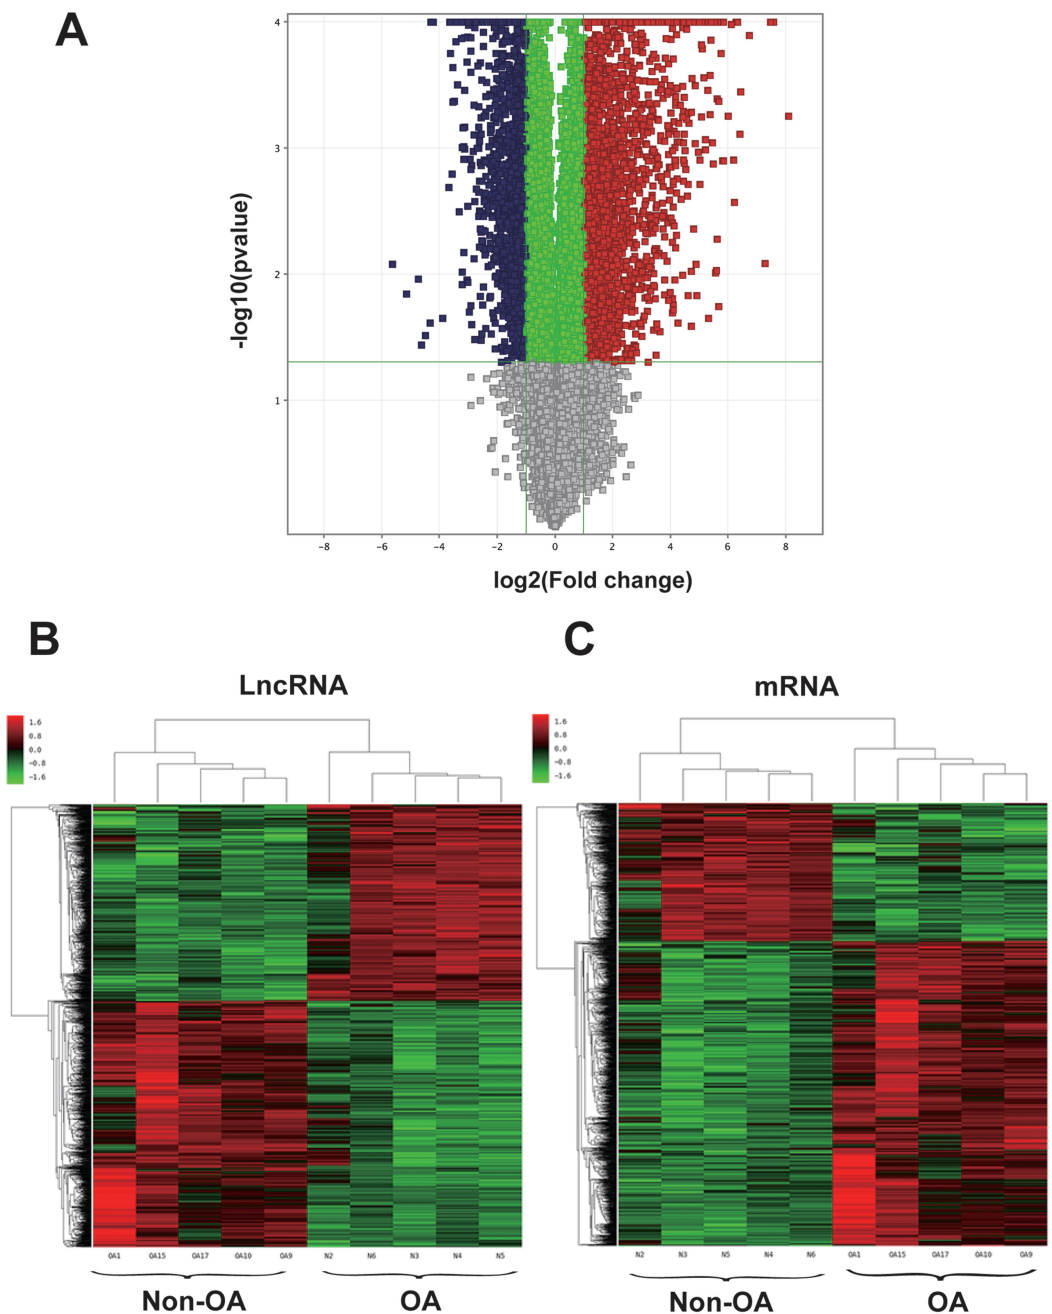 A
-log10(pvalue)
4
3
2
1
−8 −6 −4 −2 0 2 4 6 8
log2(Fold change)
B
LncRNA
1.6
0.8
0.0
−0.8
−1.6
OA1 OA15 OA17 OA10 OA9 N2 N6 N3 N4 N5
Non-OA OA
C
mRNA
1.6
0.8
0.0
−0.8
−1.6
N2 N3 N5 N4 N6 OA1 OA15 OA17 OA10 OA9
Non-OA OA